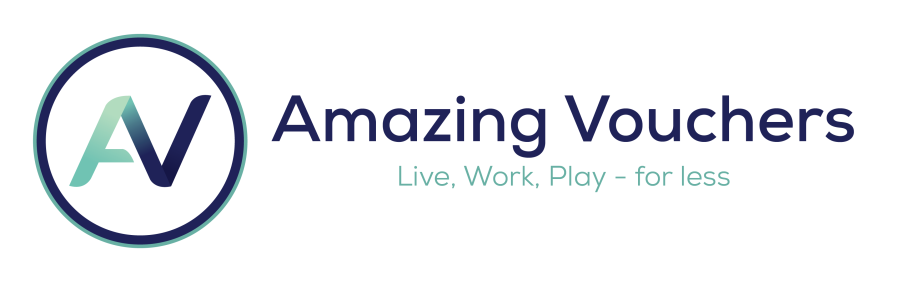 AV
Amazing Vouchers
Live, Work, Play - for less